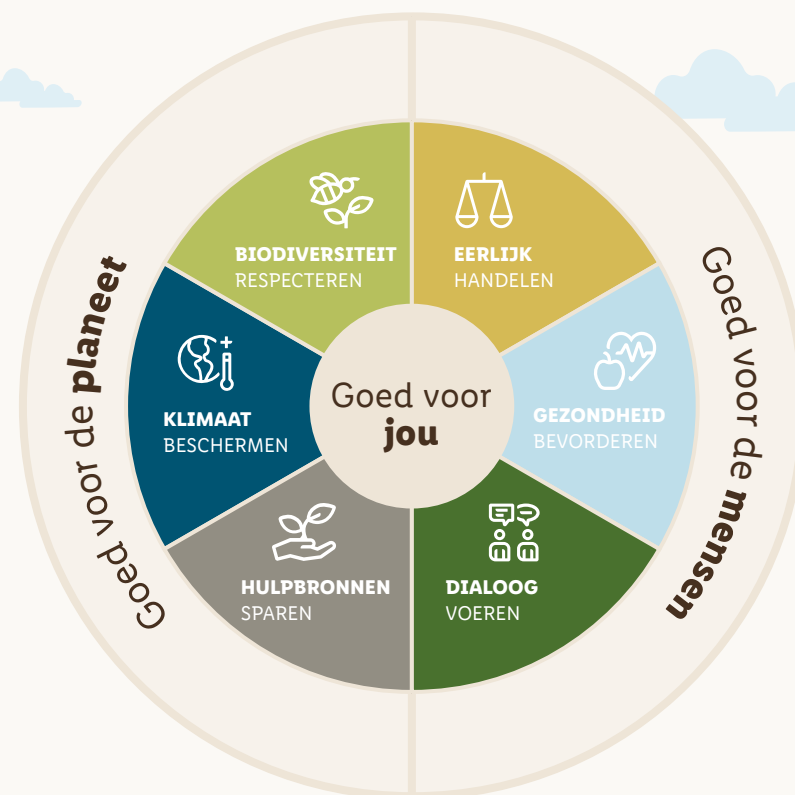 BIODIVERSITEIT
RESPECTEREN
EERLIJK
HANDELEN
Goed voor de planeet
KLIMAAT
BESCHERMEN
Goed voor
jou
GEZONDHEID
BEVORDEREN
Goed voor de mensen
HULPBRONNEN
SPAREN
DIALOOG
VOEREN